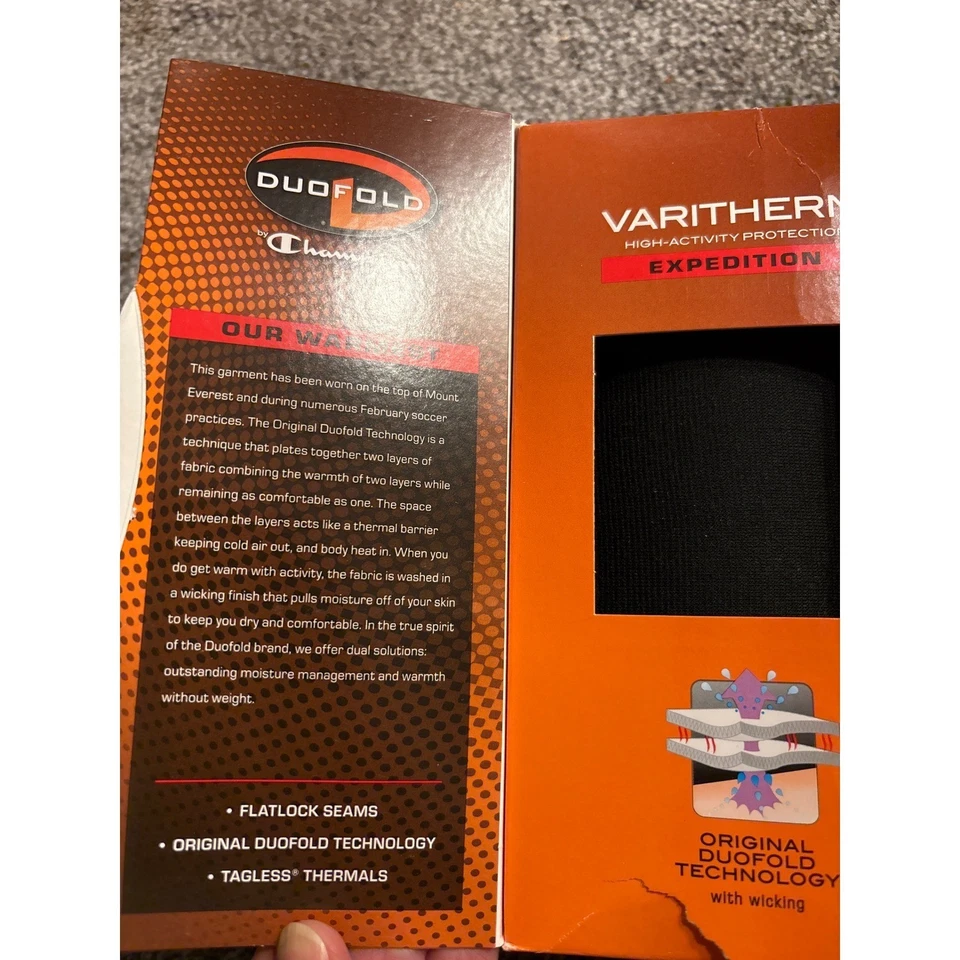 DUOFOLD
by Cham
OUR
This garment has been worn on the top of Mount
Everest and during numerous February soccer
practices. The Original Duofold Technology is a
technique that plates together two layers of
fabric combining the warmth of two layers while
remaining as comfortable as one. The space
between the layers acts like a thermal barrier
keeping cold air out, and body heat in. When you
do get warm with activity, the fabric is washed in
a wicking finish that pulls moisture off of your skin
to keep you dry and comfortable. In the true spirit
of the Duofold brand, we offer dual solutions:
outstanding moisture management and warmth
without weight.
• FLATLOCK SEAMS
• ORIGINAL DUOFOLD TECHNOLOGY
• TAGLESS® THERMALS
VARITHERM
HIGH-ACTIVITY PROTECTION
EXPEDITION
ORIGINAL
DUOFOLD
TECHNOLOGY
with wicking